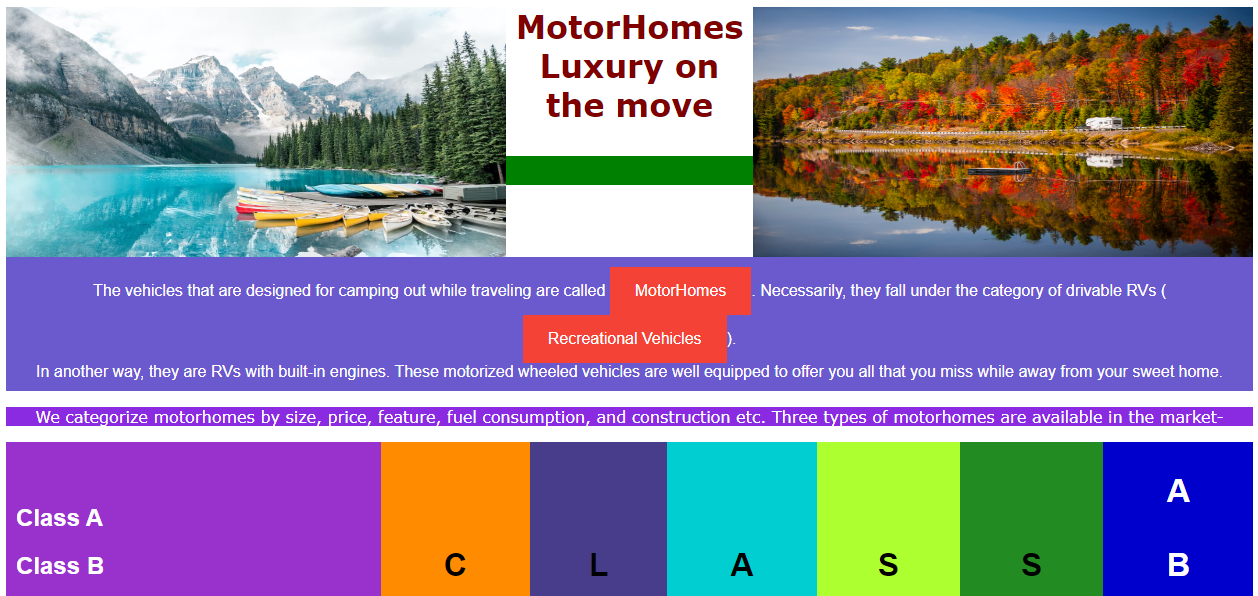 MotorHomes
Luxury on
the move
The vehicles that are designed for camping out while traveling are called MotorHomes . Necessarily, they fall under the category of drivable RVs (
Recreational Vehicles ).
In another way, they are RVs with built-in engines. These motorized wheeled vehicles are well equipped to offer you all that you miss while away from your sweet home.
We categorize motorhomes by size, price, feature, fuel consumption, and construction etc. Three types of motorhomes are available in the market-
A
Class A
Class B C L A S S B